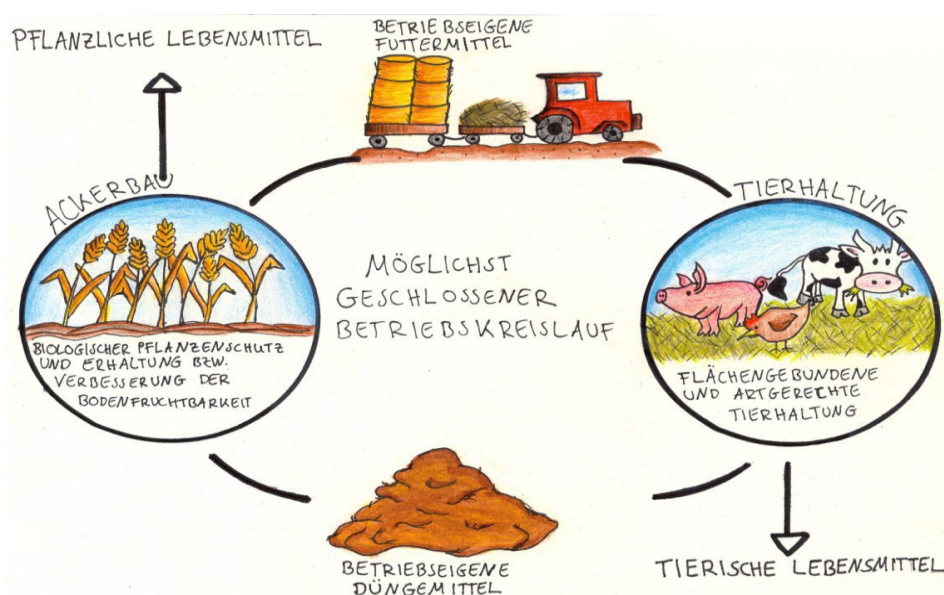 PFLANZLICHE LEBENSMITTEL
BETRIEBSEIGENE
FUTTERMITTEL
ACKERBAU
TIERHALTUNG
MÖGLICHST
GESCHLOSSENER
BETRIEBSKREISLAUF
BIOLOGISCHER PFLANZENSCHUTZ
UND ERHALTUNG BZW.
VERBESSERUNG DER
BODENFRUCHTBARKEIT
FLÄCHENGEBUNDENE
UND ARTGERECHTE
TIERHALTUNG
BETRIEBSEIGENE
DÜNGEMITTEL
TIERISCHE LEBENSMITTEL